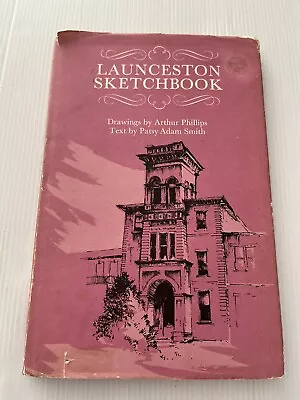 LAUNCESTON
SKETCHBOOK
Drawings by Arthur Phillips
Text by Patsy Adam Smith